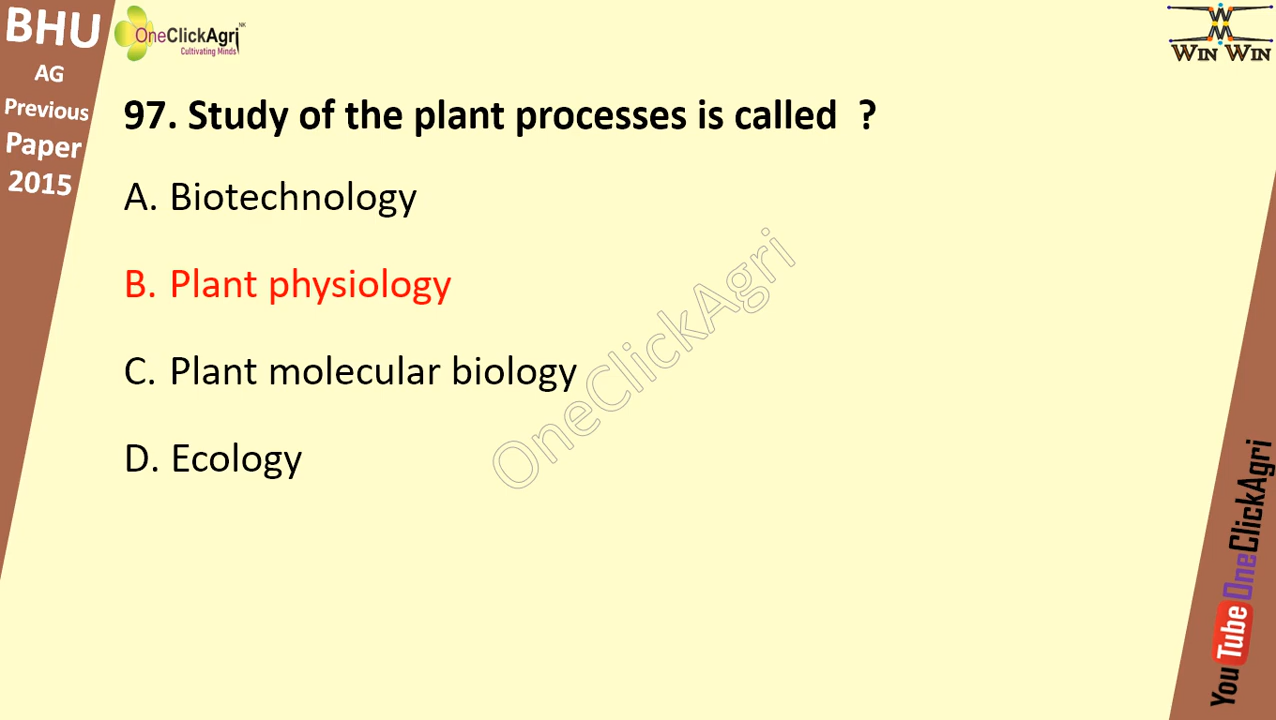 BHU
AG
Previous
Paper
2015
OneClickAgri NK
Cultivating Minds
WIN WIN
97. Study of the plant processes is called ?
A. Biotechnology
B. Plant physiology
C. Plant molecular biology
D. Ecology
OneClickAgri
YouTube OneClickAgri